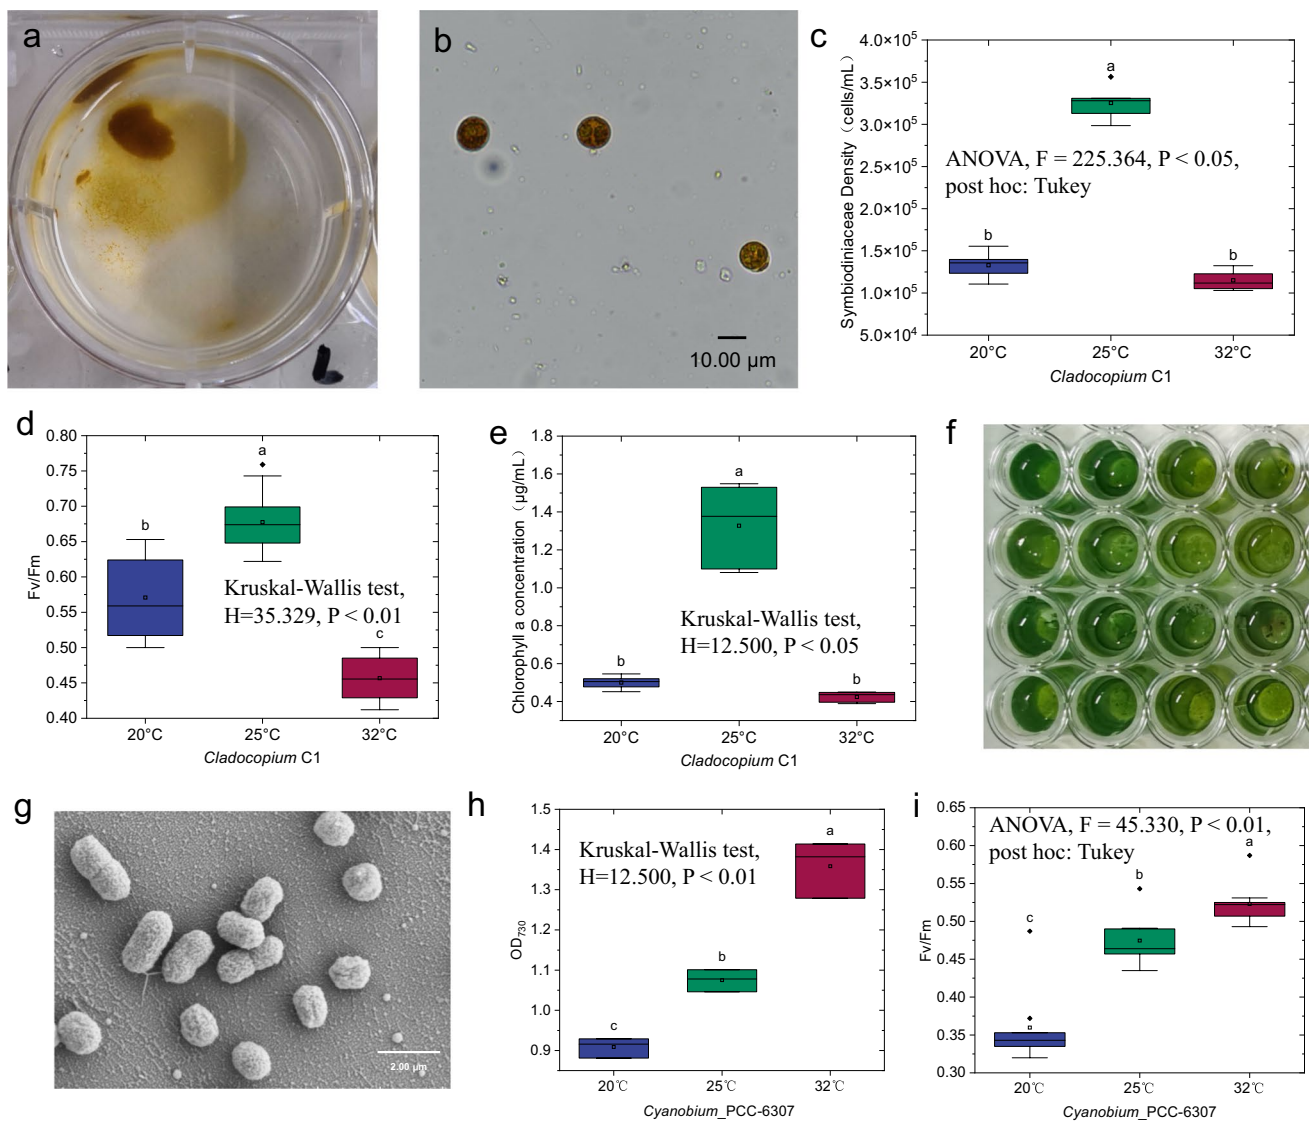 a
b
10.00 μm
c
Symbiodiniaceae Density（cells/mL）
4.0×10⁵
3.5×10⁵
3.0×10⁵
2.5×10⁵
2.0×10⁵
1.5×10⁵
1.0×10⁵
5.0×10⁴
a
ANOVA, F = 225.364, P < 0.05,
post hoc: Tukey
b
b
20°C
25°C
32°C
Cladocopium C1
d
Fv/Fm
0.80
0.75
0.70
0.65
0.60
0.55
0.50
0.45
0.40
a
b
Kruskal-Wallis test,
H=35.329, P < 0.01
c
20°C
25°C
32°C
Cladocopium C1
e
Chlorophyll a concentration（μg/mL）
1.8
1.6
1.4
1.2
1.0
0.8
0.6
0.4
a
Kruskal-Wallis test,
H=12.500, P < 0.05
b
b
20°C
25°C
32°C
Cladocopium C1
f
g
2.00 μm
h
OD₇₃₀
1.5
1.4
1.3
1.2
1.1
1.0
0.9
a
Kruskal-Wallis test,
H=12.500, P < 0.01
b
c
20℃
25℃
32℃
Cyanobium_PCC-6307
i
Fv/Fm
0.65
0.60
0.55
0.50
0.45
0.40
0.35
0.30
ANOVA, F = 45.330, P < 0.01,
post hoc: Tukey
a
b
c
20℃
25℃
32℃
Cyanobium_PCC-6307